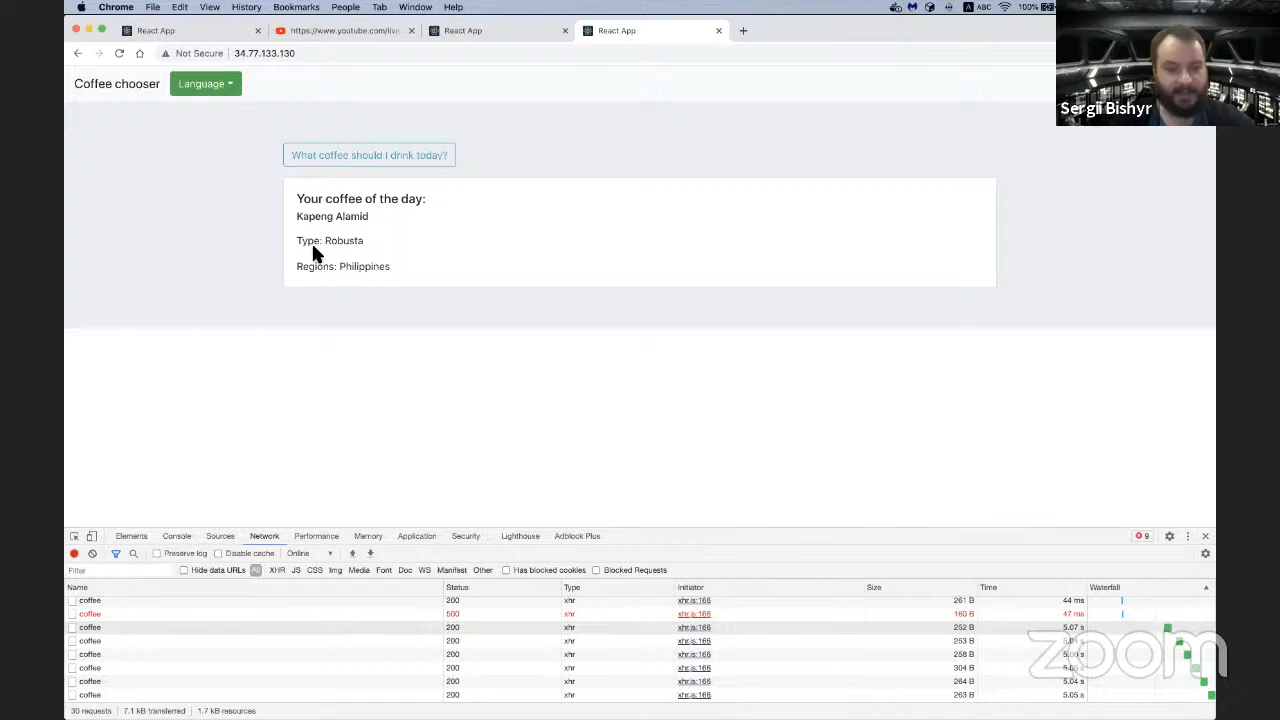 Chrome File Edit View History Bookmarks People Tab Window Help ABC 100%
React App https://www.youtube.com/live React App React App
Not Secure 34.77.133.130
Coffee chooser Language
Sergii Bishyr
What coffee should I drink today?
Your coffee of the day:
Kapeng Alamid
Type: Robusta
Regions: Philippines
Elements Console Sources Network Performance Memory Application Security Lighthouse Adblock Plus 9
Preserve log Disable cache Online
Filter Hide data URLs All XHR JS CSS Img Media Font Doc WS Manifest Other Has blocked cookies Blocked Requests
Name Status Type Initiator Size Time Waterfall
coffee 200 xhr xhr.js:166 261 B 44 ms
coffee 500 xhr xhr.js:166 160 B 47 ms
coffee 200 xhr xhr.js:166 252 B 5.07 s
coffee 200 xhr xhr.js:166 253 B
coffee 200 xhr xhr.js:166 258 B
coffee 200 xhr xhr.js:166 304 B
coffee 200 xhr xhr.js:166 264 B 5.04 s
coffee 200 xhr xhr.js:166 263 B 5.05 s
zoom
30 requests 7.1 kB transferred 1.7 kB resources